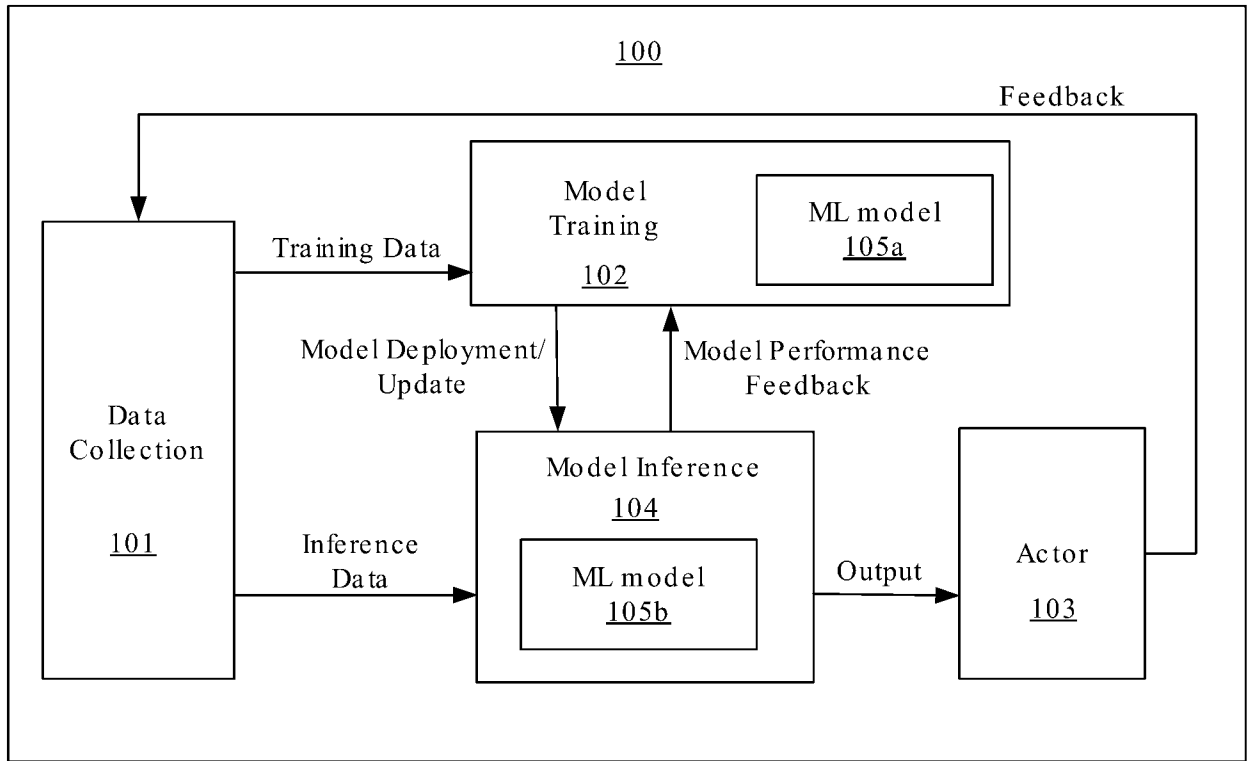 100
Feedback
Model
Training
102
ML model
105a
Training Data
Model Deployment/
Update
Model Performance
Feedback
Data
Collection
101
Model Inference
104
ML model
105b
Inference
Data
Output
Actor
103